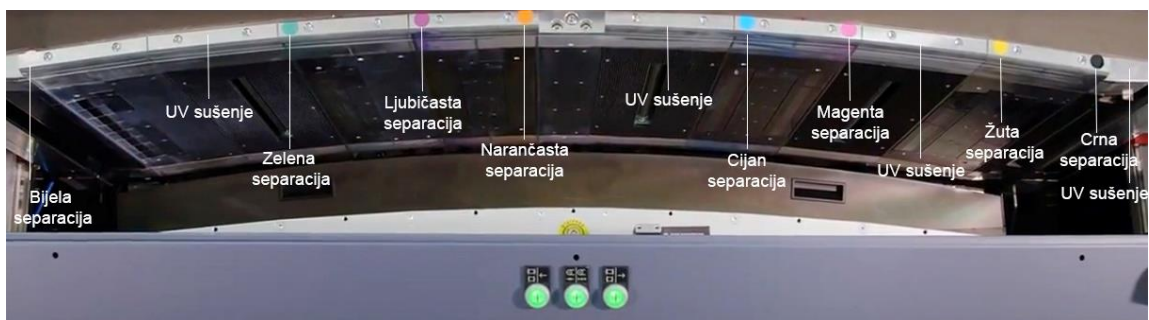 Bijela
separacija
UV sušenje
Zelena
separacija
Ljubičasta
separacija
Narančasta
separacija
UV sušenje
Cijan
separacija
Magenta
separacija
UV sušenje
Žuta
separacija
Crna
separacija
UV sušenje